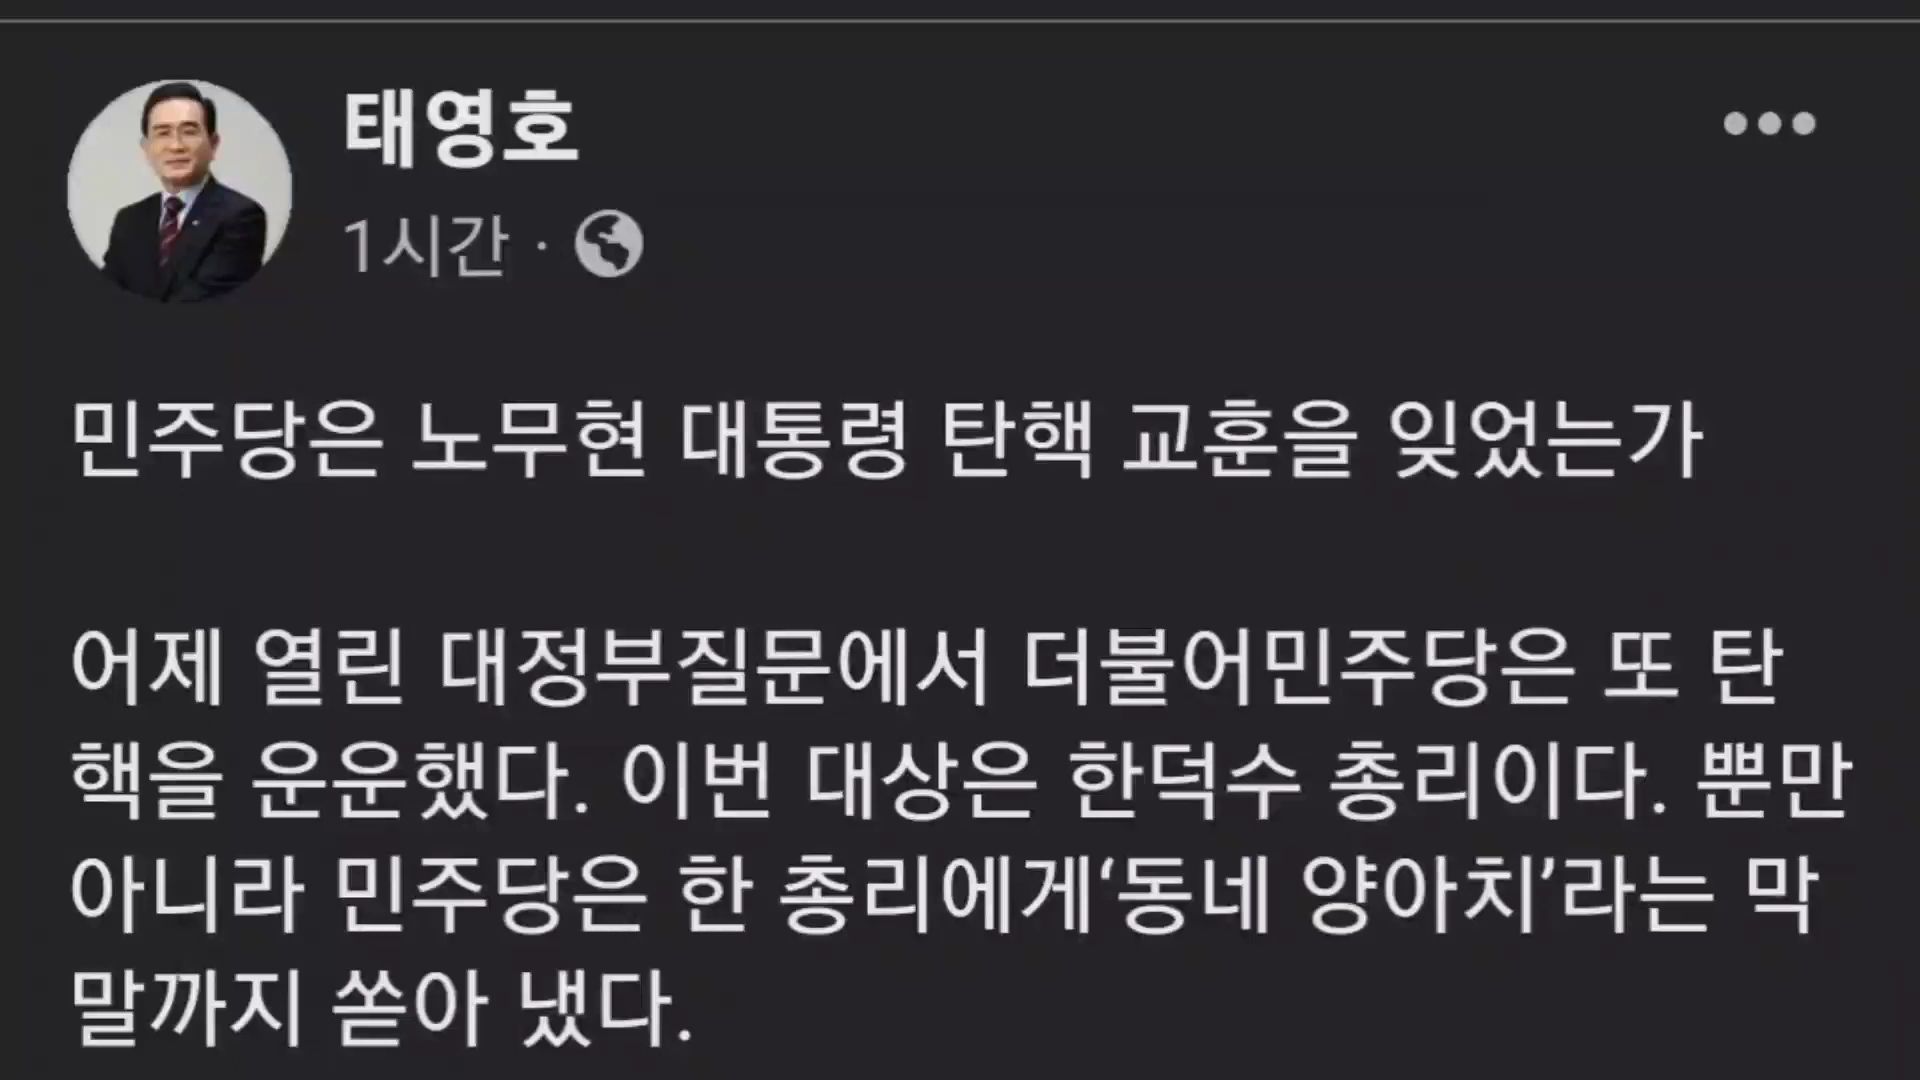 태영호
1시간 ·
민주당은 노무현 대통령 탄핵 교훈을 잊었는가
어제 열린 대정부질문에서 더불어민주당은 또 탄
핵을 운운했다. 이번 대상은 한덕수 총리이다. 뿐만
아니라 민주당은 한 총리에게‘동네 양아치’라는 막
말까지 쏟아 냈다.